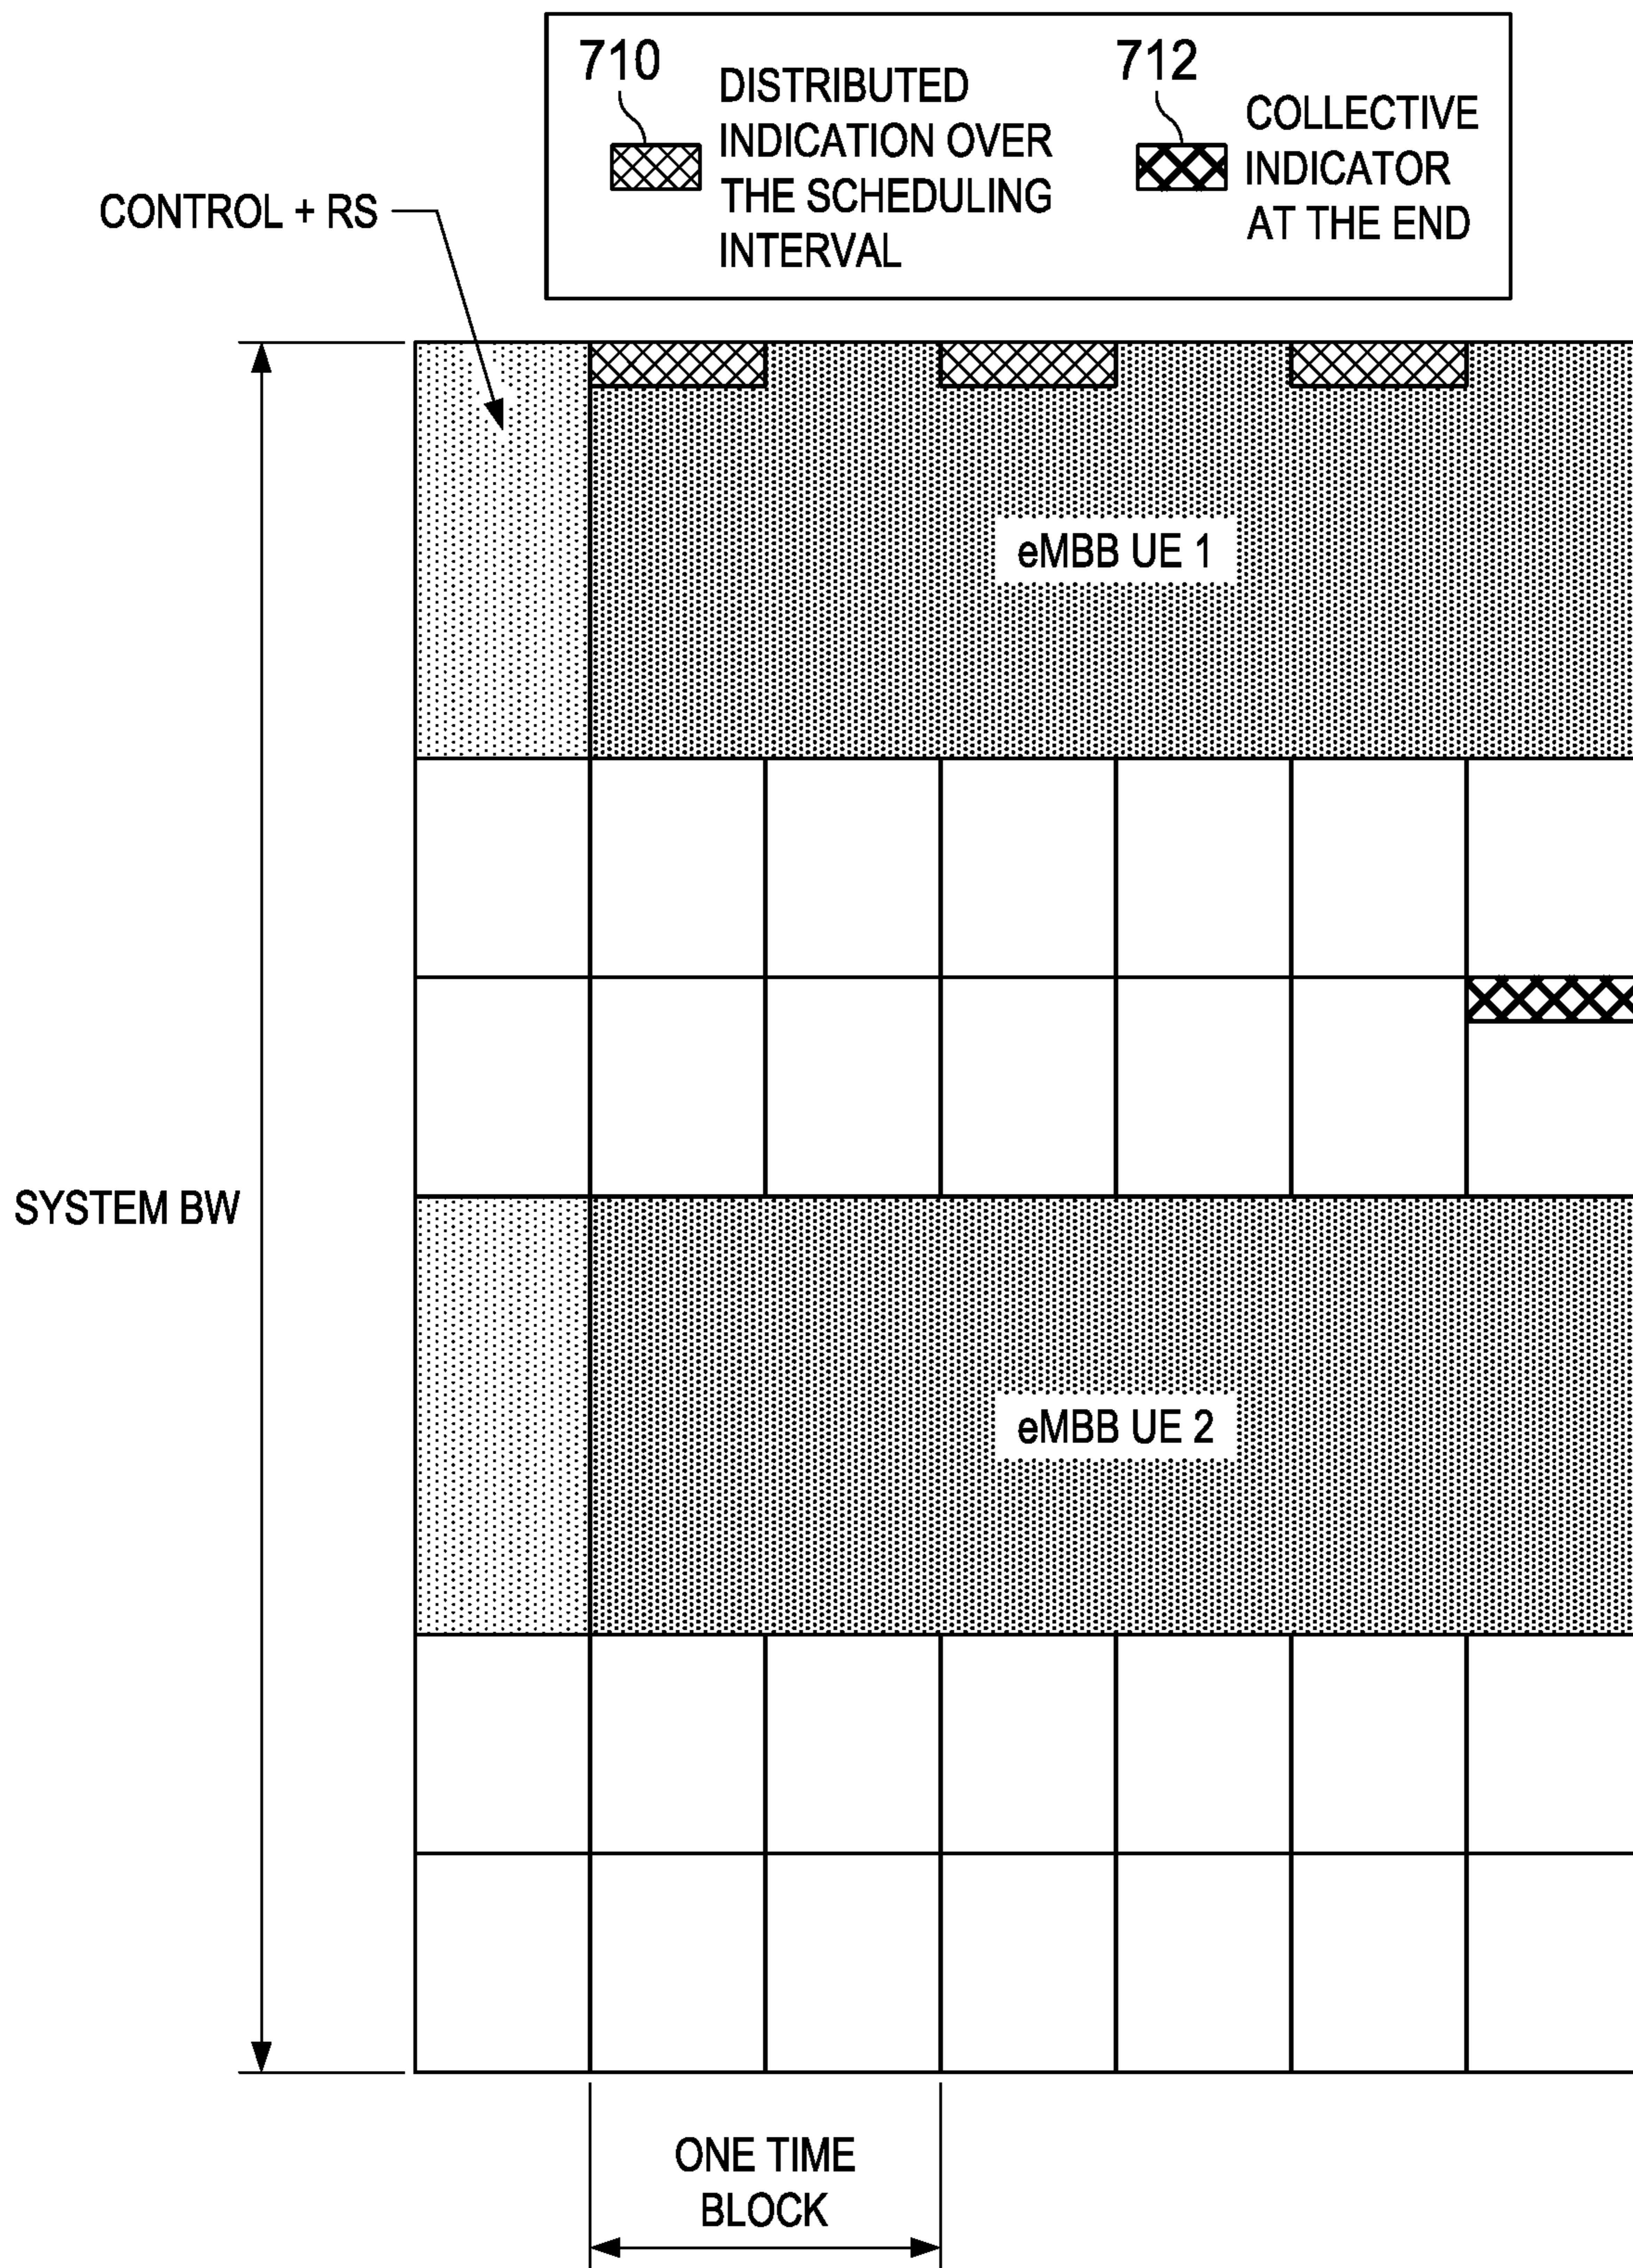 710
DISTRIBUTED
INDICATION OVER
THE SCHEDULING
INTERVAL
712
COLLECTIVE
INDICATOR
AT THE END
CONTROL + RS
eMBB UE 1
SYSTEM BW
eMBB UE 2
ONE TIME
BLOCK